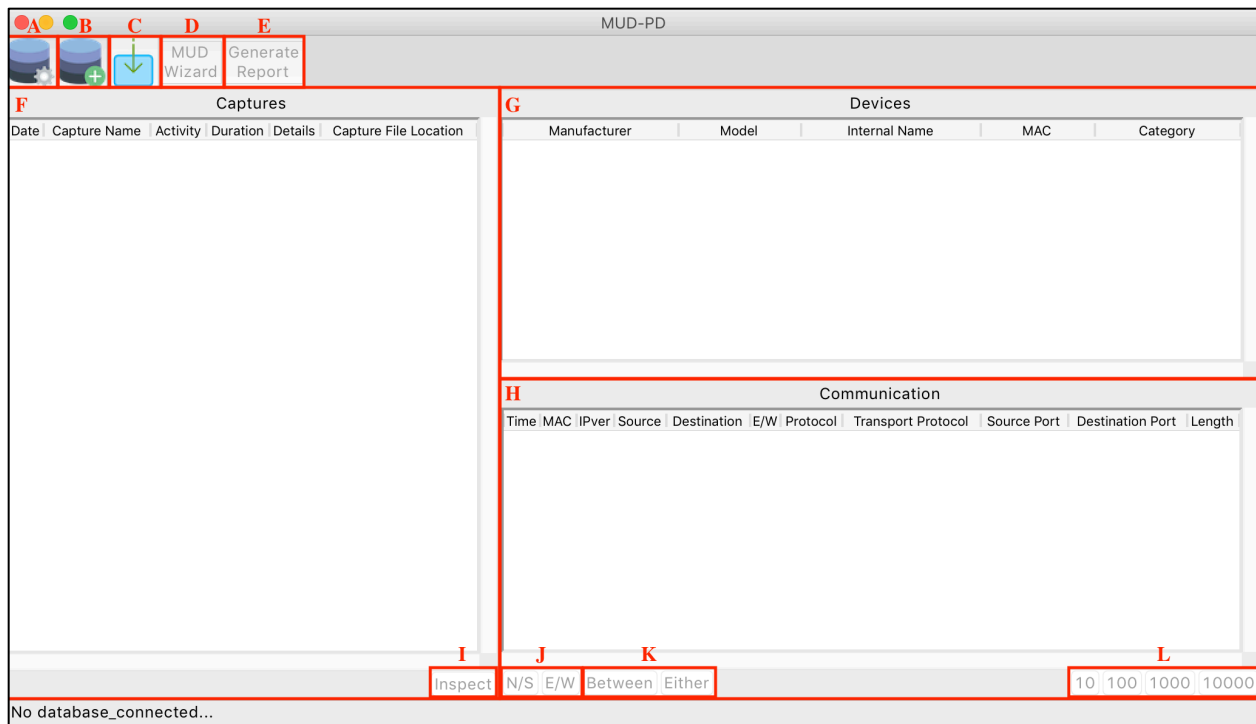 MUD-PD
A B C D E
MUD Wizard
Generate Report
F Captures
Date Capture Name Activity Duration Details Capture File Location
G Devices
Manufacturer Model Internal Name MAC Category
H Communication
Time MAC IPver Source Destination E/W Protocol Transport Protocol Source Port Destination Port Length
I J K L
Inspect N/S E/W Between Either 10 100 1000 10000
No database_connected...